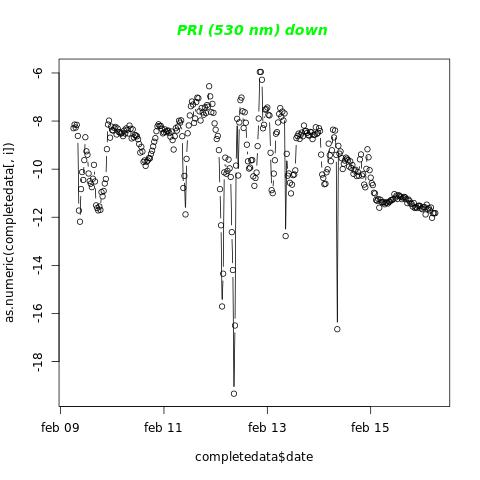 PRI (530 nm) down
as.numeric(completedata[, i])
-6
-8
-10
-12
-14
-16
-18
feb 09 feb 11 feb 13 feb 15
completedata$date